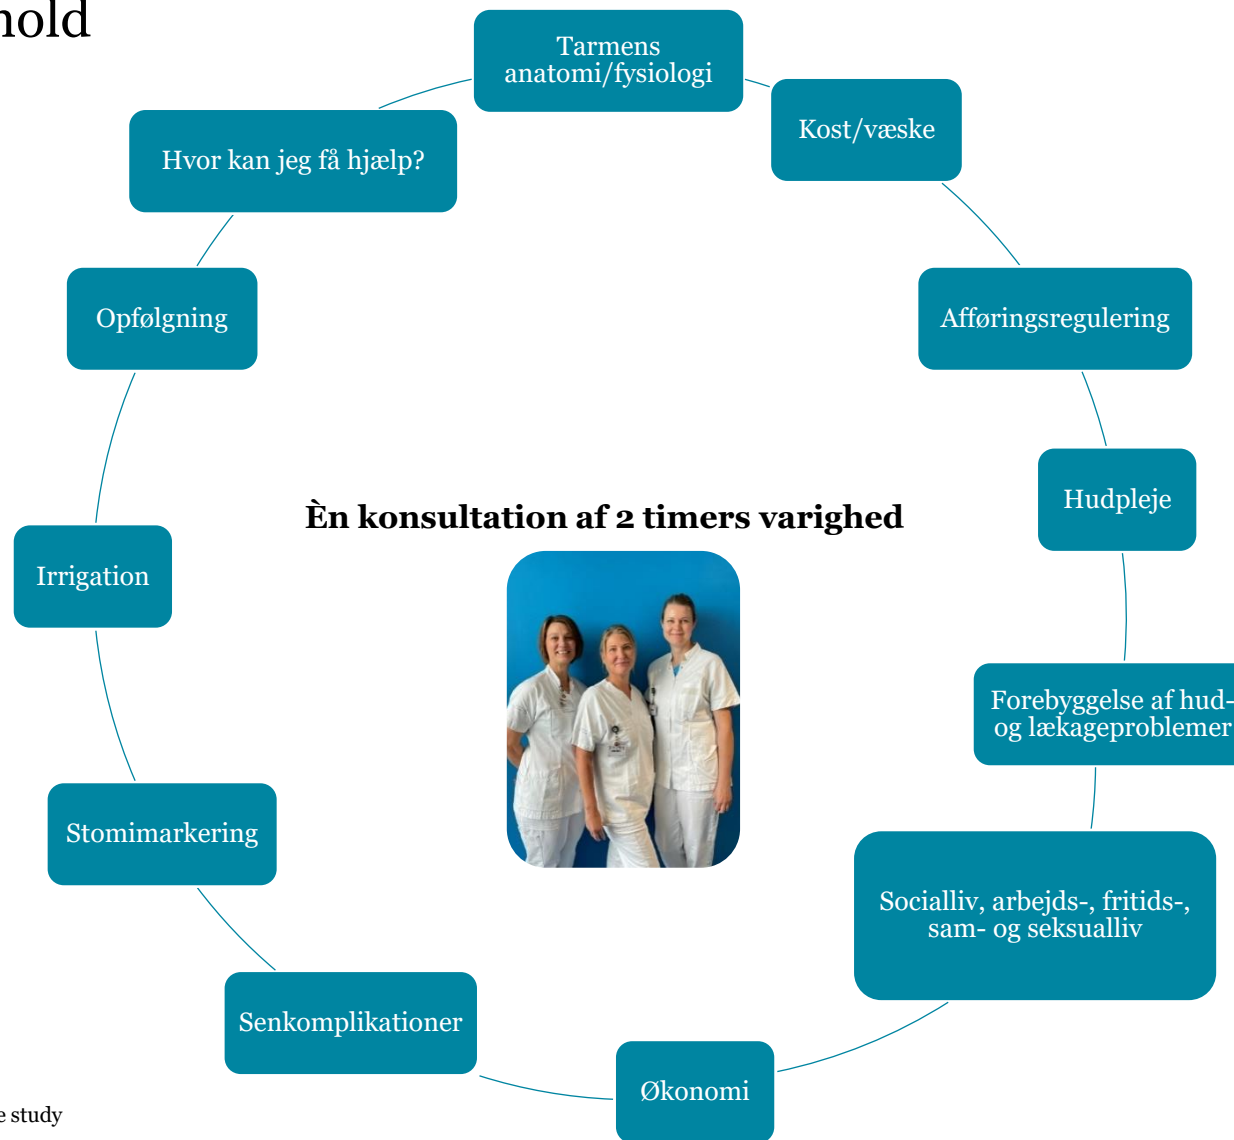 nold
Tarmens
anatomi/fysiologi
Kost/væske
Afføringsregulering
Hudpleje
Forebyggelse af hud-
og lækageproblemer
Socialliv, arbejds-, fritids-,
sam- og seksualliv
Økonomi
Senkomplikationer
Stomimarkering
Irrigation
Opfølgning
Hvor kan jeg få hjælp?
Èn konsultation af 2 timers varighed
e study